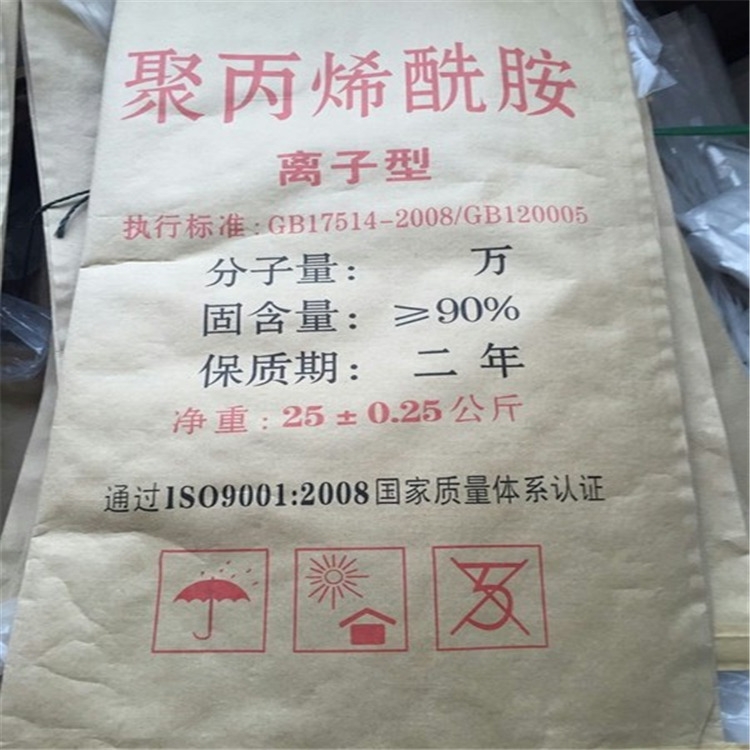 聚丙烯酰胺
离子型
执行标准:GB17514-2008/GB120005
分子量: 万
固含量: ≥90%
保质期: 二年
净重:25±0.25公斤
通过ISO9001:2008国家质量体系认证